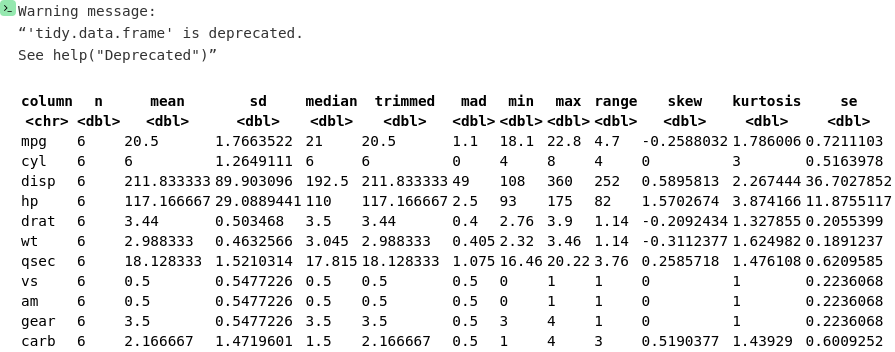 Warning message:
“'tidy.data.frame' is deprecated.
See help("Deprecated")”
column n mean sd median trimmed mad min max range skew kurtosis se
<chr> <dbl> <dbl> <dbl> <dbl> <dbl> <dbl> <dbl> <dbl> <dbl> <dbl> <dbl> <dbl>
mpg 6 20.5 1.7663522 21 20.5 1.1 18.1 22.8 4.7 -0.2588032 1.786006 0.7211103
cyl 6 6 1.2649111 6 6 0 4 8 4 0 3 0.5163978
disp 6 211.833333 89.903096 192.5 211.833333 49 108 360 252 0.5895813 2.267444 36.7027852
hp 6 117.166667 29.0889441 110 117.166667 2.5 93 175 82 1.5702674 3.874166 11.8755117
drat 6 3.44 0.503468 3.5 3.44 0.4 2.76 3.9 1.14 -0.2092434 1.327855 0.2055399
wt 6 2.988333 0.4632566 3.045 2.988333 0.405 2.32 3.46 1.14 -0.3112377 1.624982 0.1891237
qsec 6 18.128333 1.5210314 17.815 18.128333 1.075 16.46 20.22 3.76 0.2585718 1.476108 0.6209585
vs 6 0.5 0.5477226 0.5 0.5 0.5 0 1 1 0 1 0.2236068
am 6 0.5 0.5477226 0.5 0.5 0.5 0 1 1 0 1 0.2236068
gear 6 3.5 0.5477226 3.5 3.5 0.5 3 4 1 0 1 0.2236068
carb 6 2.166667 1.4719601 1.5 2.166667 0.5 1 4 3 0.5190377 1.43929 0.6009252